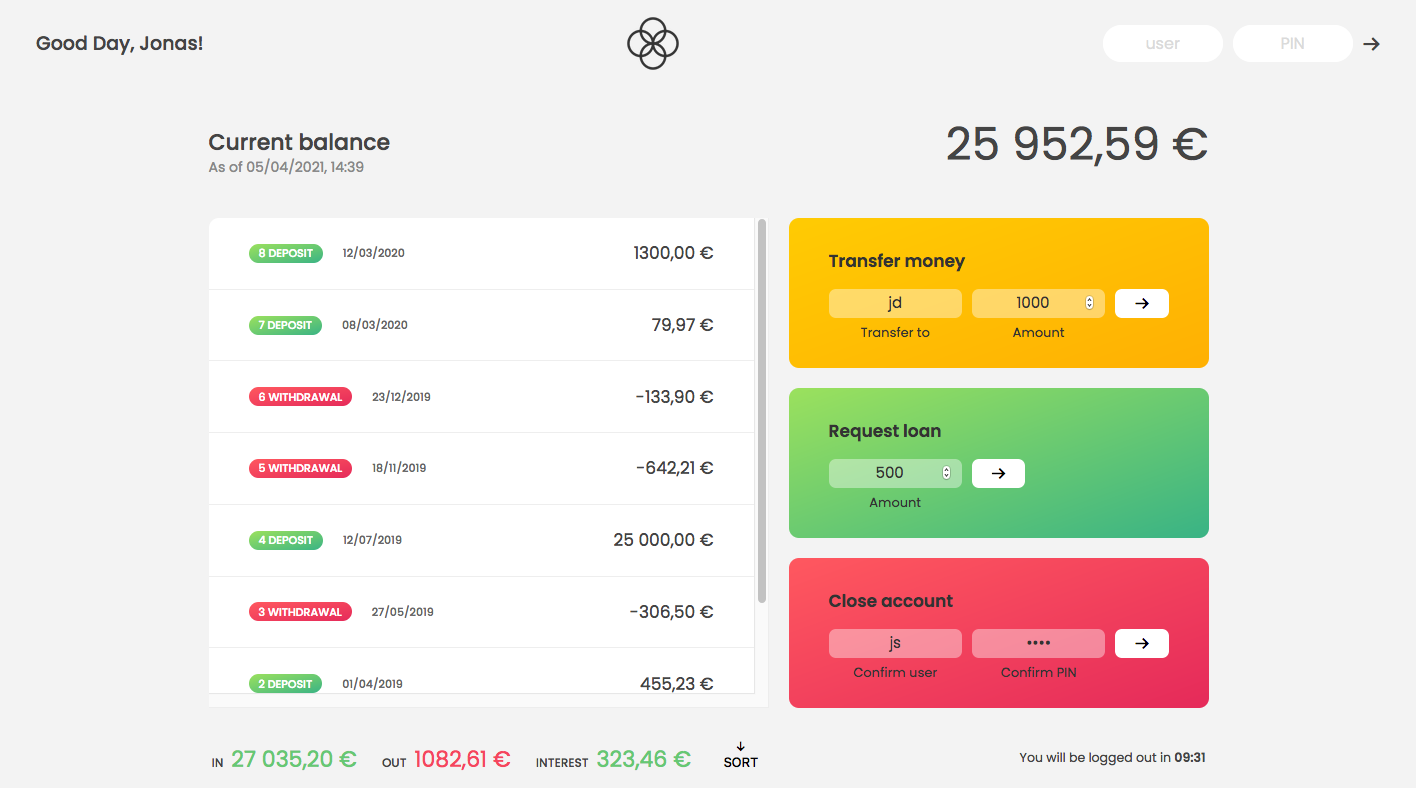 Good Day, Jonas!
user
PIN
→
Current balance
25 952,59 €
As of 05/04/2021, 14:39
8 DEPOSIT 12/03/2020 1300,00 €
7 DEPOSIT 08/03/2020 79,97 €
6 WITHDRAWAL 23/12/2019 -133,90 €
5 WITHDRAWAL 18/11/2019 -642,21 €
4 DEPOSIT 12/07/2019 25 000,00 €
3 WITHDRAWAL 27/05/2019 -306,50 €
2 DEPOSIT 01/04/2019 455,23 €
Transfer money
jd 1000 →
Transfer to Amount
Request loan
500 →
Amount
Close account
js •••• →
Confirm user Confirm PIN
IN 27 035,20 € OUT 1082,61 € INTEREST 323,46 € ↓ SORT
You will be logged out in 09:31